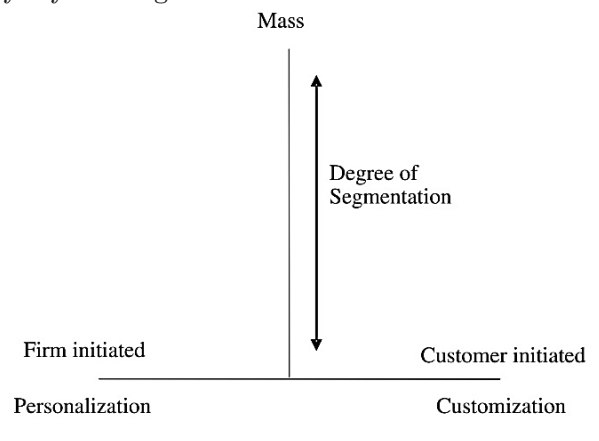 Mass
Degree of
Segmentation
Firm initiated
Customer initiated
Personalization
Customization